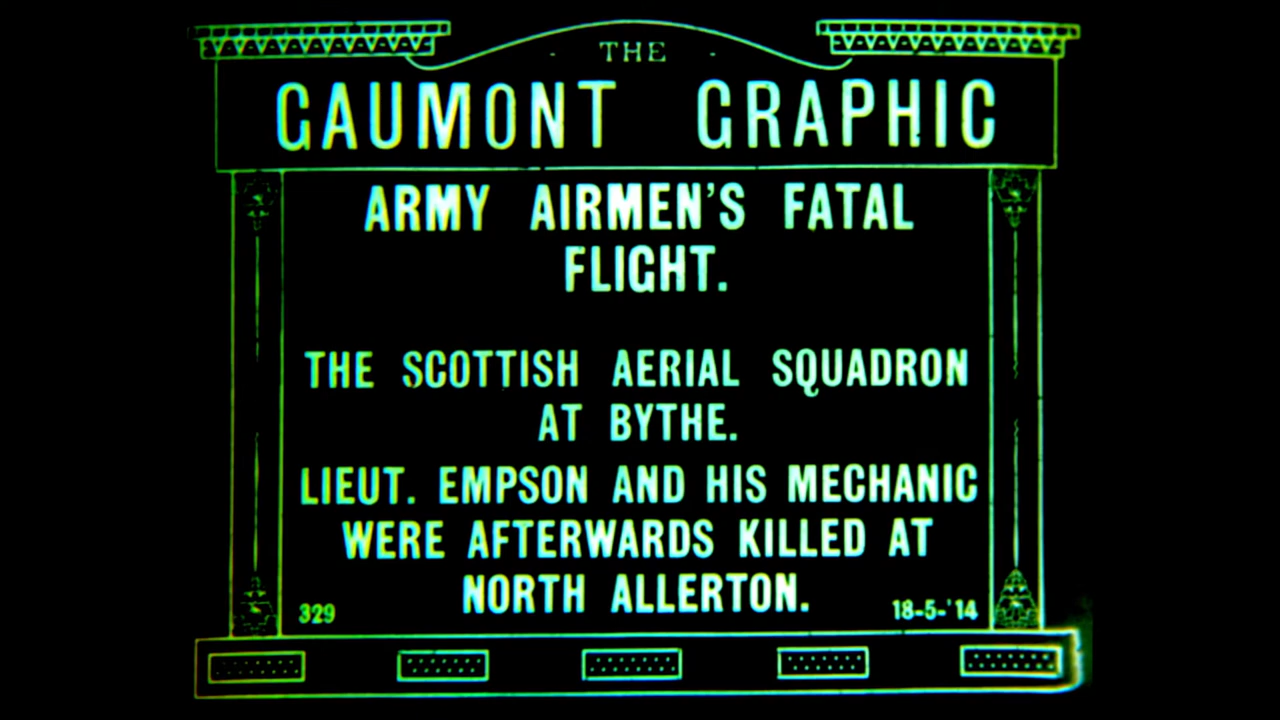 THE
GAUMONT GRAPHIC
ARMY AIRMEN'S FATAL
FLIGHT.
THE SCOTTISH AERIAL SQUADRON
AT BYTHE.
LIEUT. EMPSON AND HIS MECHANIC
WERE AFTERWARDS KILLED AT
NORTH ALLERTON.
329
18-5-'14